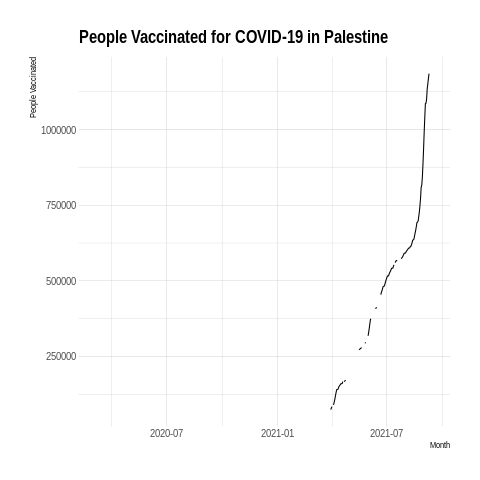 People Vaccinated for COVID-19 in Palestine
People Vaccinated
1000000
750000
500000
250000
2020-07 2021-01 2021-07
Month